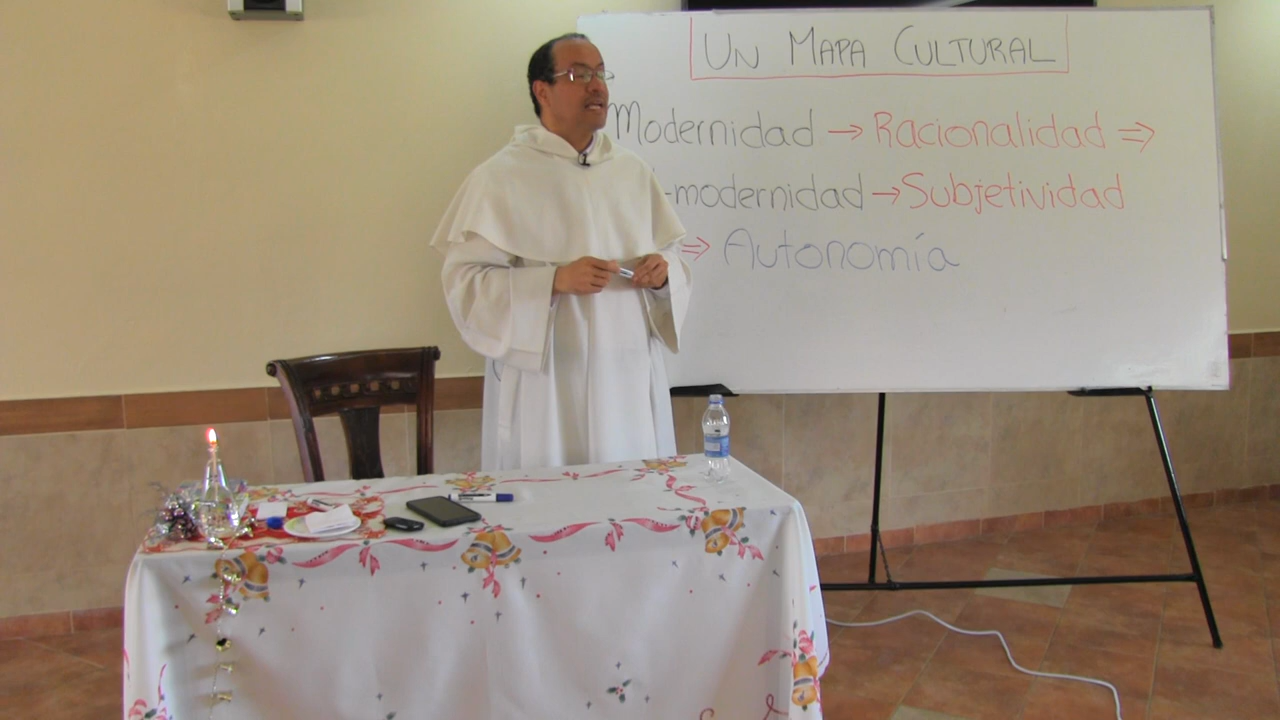 UN MAPA CULTURAL
Modernidad → Racionalidad ⇒
-modernidad → Subjetividad
⇒ Autonomía